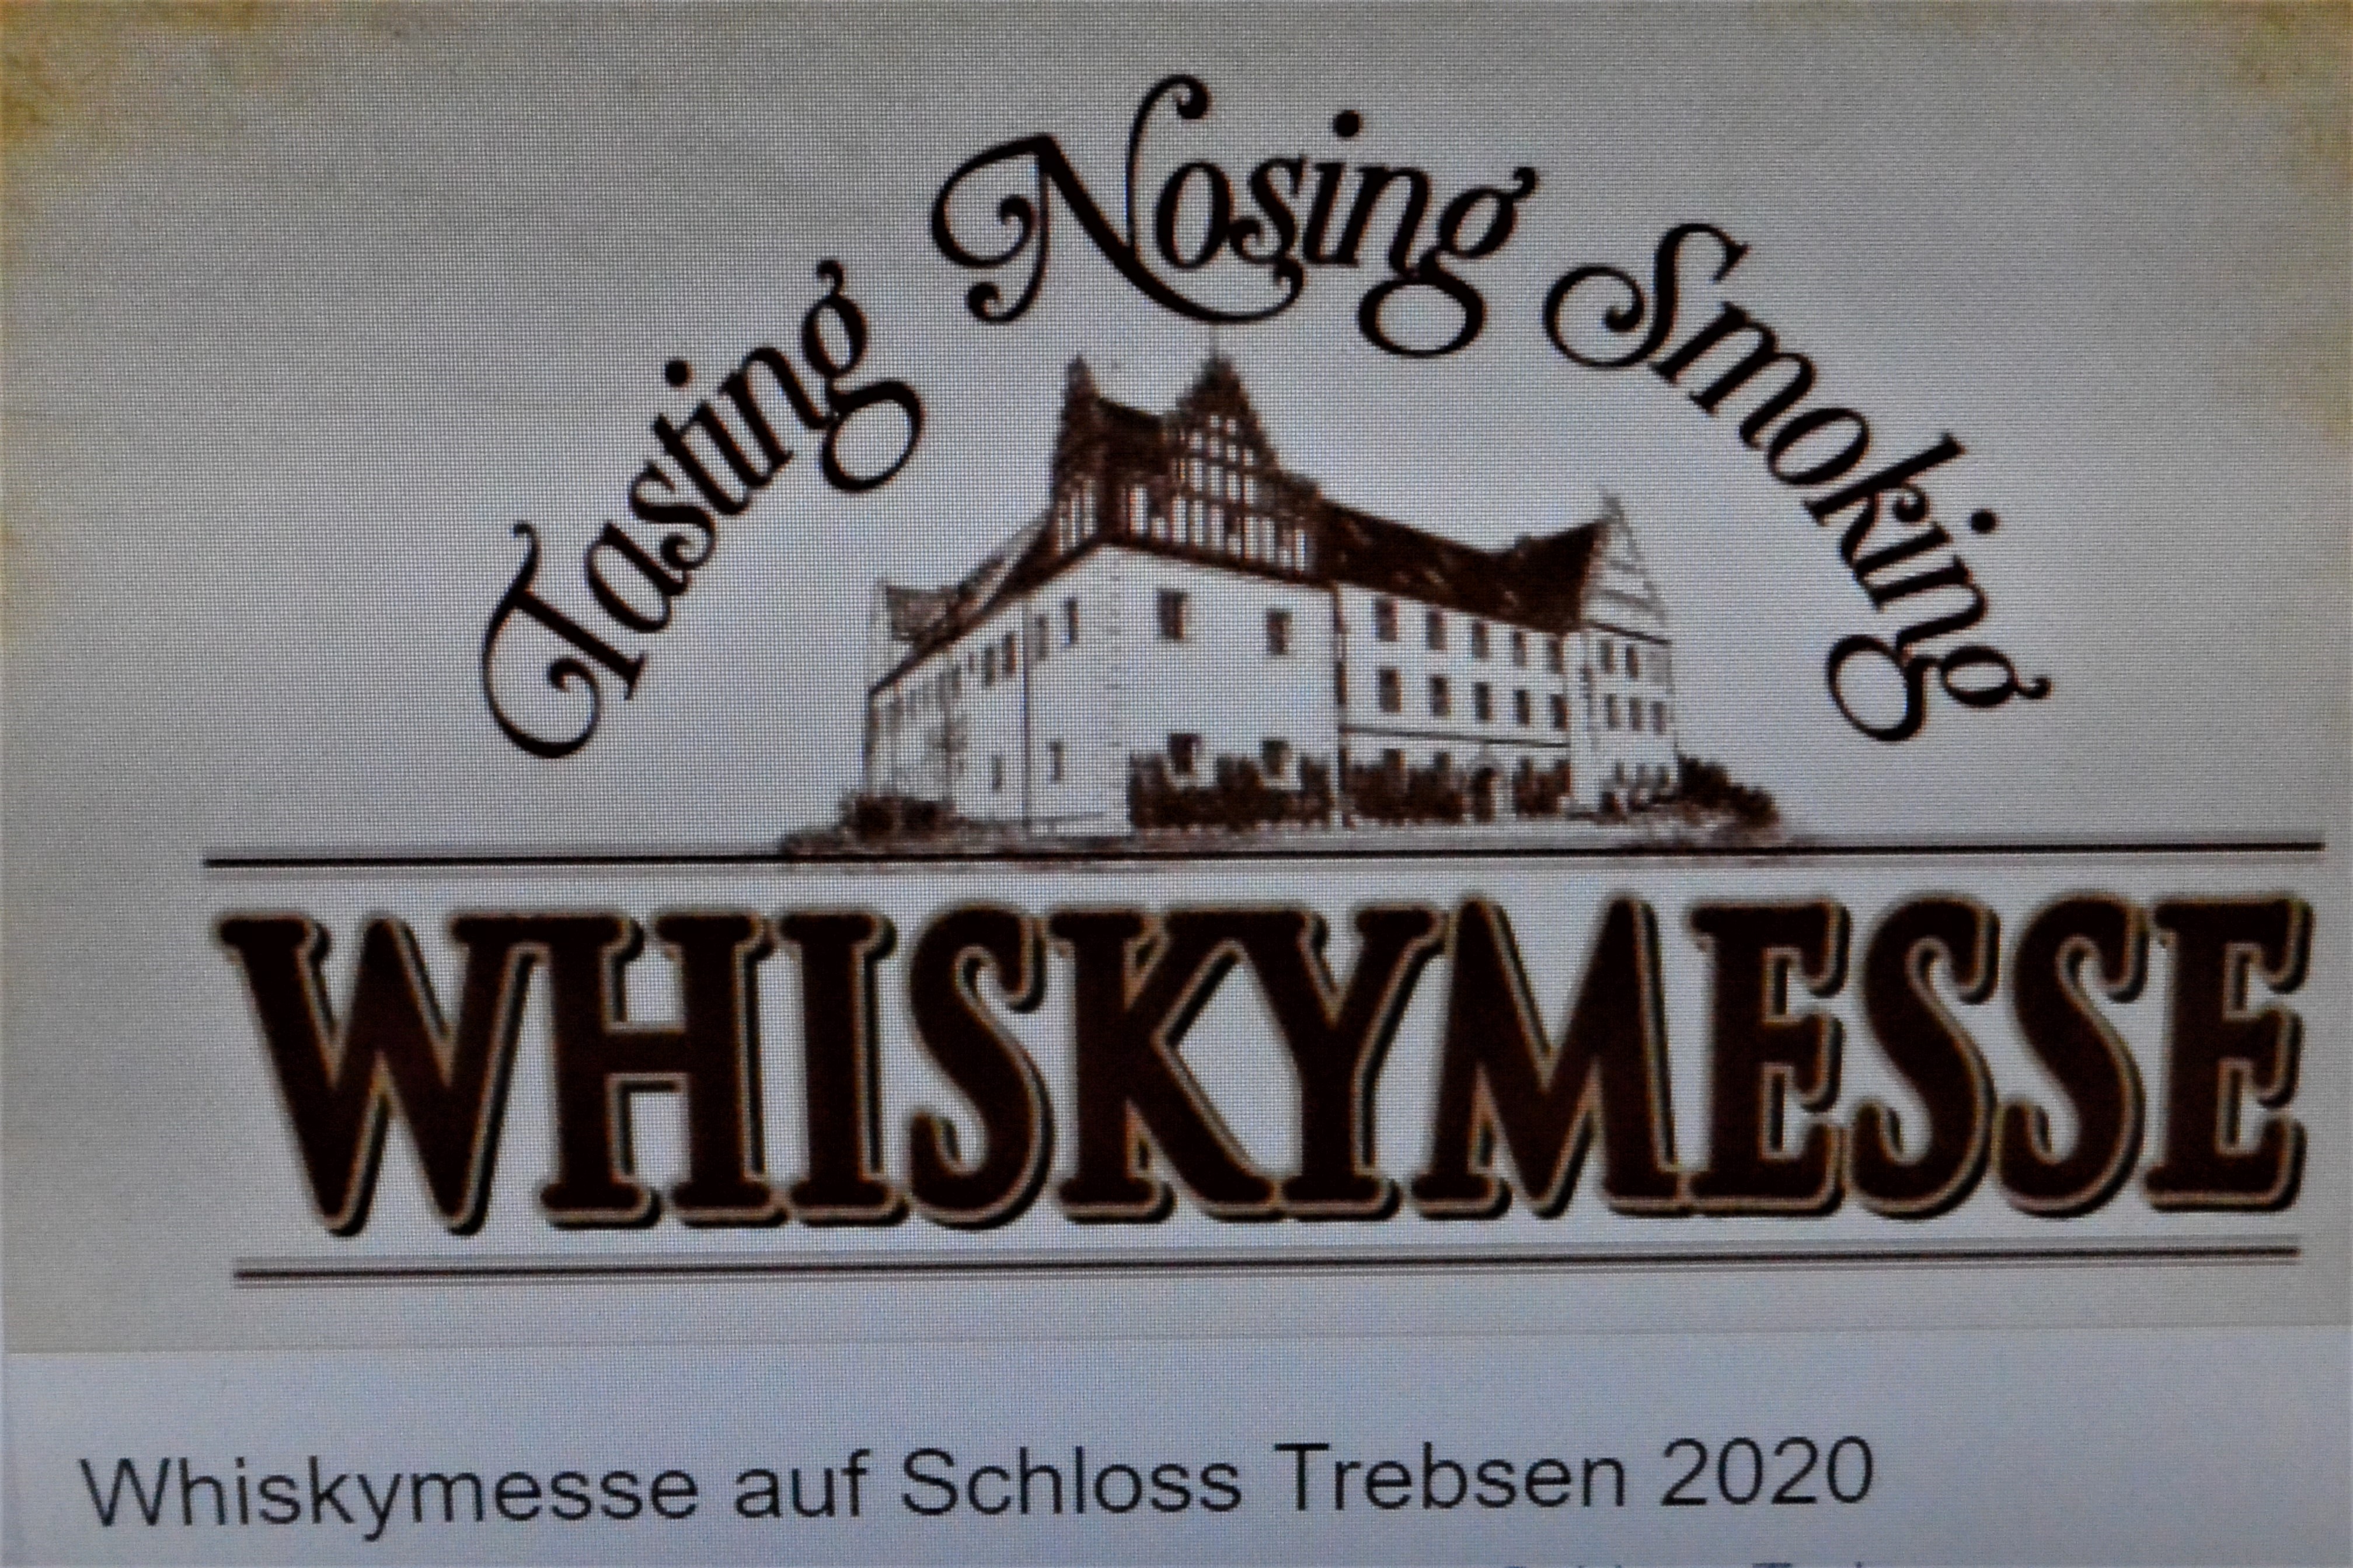 Tasting Nosing Smoking
WHISKYMESSE
Whiskymesse auf Schloss Trebsen 2020